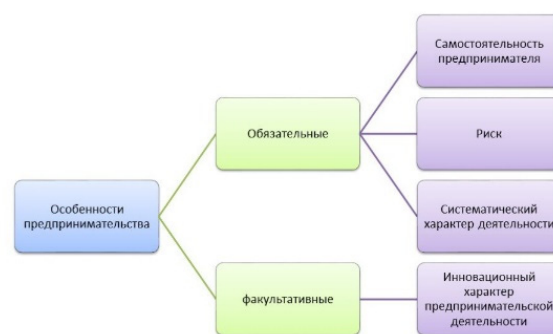 Самостоятельность
предпринимателя
Обязательные
Риск
Особенности
предпринимательства
Систематический
характер деятельности
факультативные
Инновационный
характер
предпринимательской
деятельности